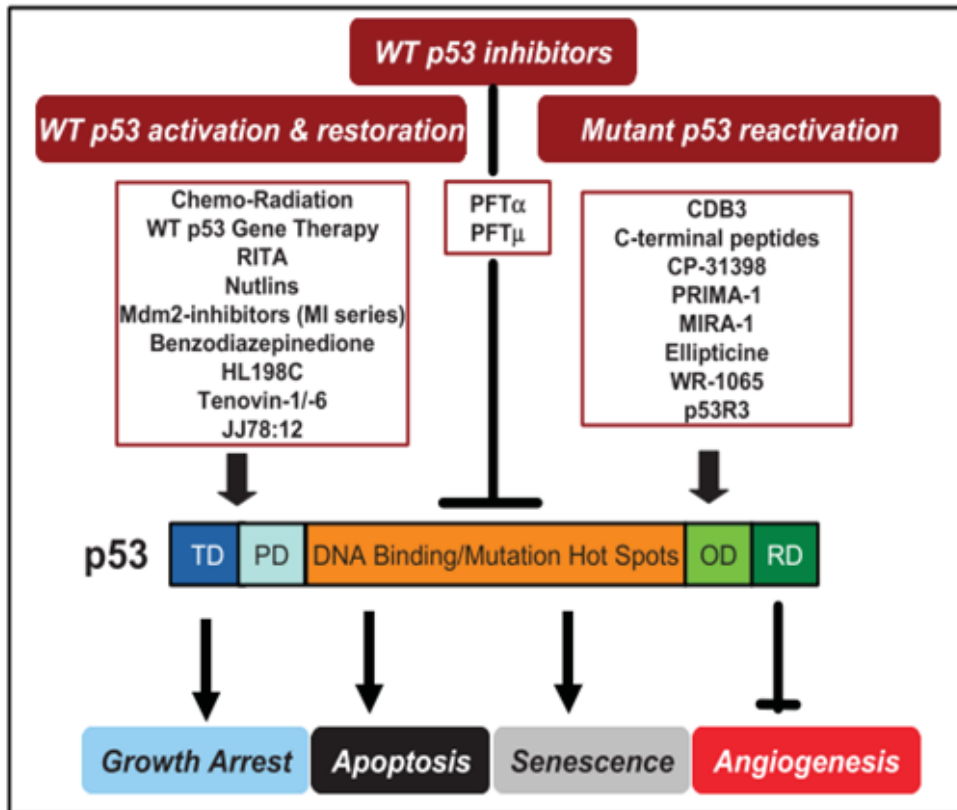 WT p53 inhibitors
WT p53 activation & restoration
Mutant p53 reactivation
Chemo-Radiation
WT p53 Gene Therapy
RITA
Nutlins
Mdm2-inhibitors (MI series)
Benzodiazepinedione
HL198C
Tenovin-1/-6
JJ78:12
PFTα
PFTμ
CDB3
C-terminal peptides
CP-31398
PRIMA-1
MIRA-1
Ellipticine
WR-1065
p53R3
p53
TD
PD
DNA Binding/Mutation Hot Spots
OD
RD
Growth Arrest
Apoptosis
Senescence
Angiogenesis